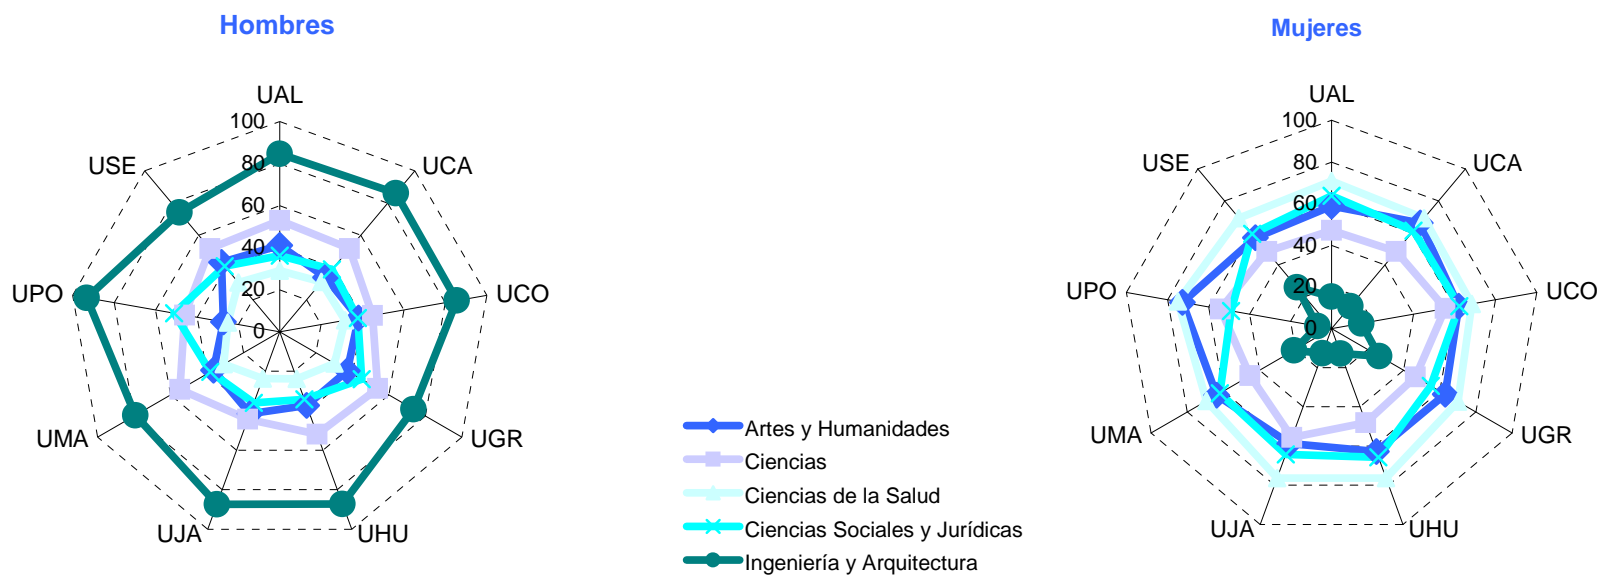 Hombres
Mujeres
UAL
100
80
60
40
20
0
UCA
UCO
UGR
UHU
UJA
UMA
UPO
USE
Artes y Humanidades
Ciencias
Ciencias de la Salud
Ciencias Sociales y Jurídicas
Ingeniería y Arquitectura
UAL
100
80
60
40
20
0
UCA
UCO
UGR
UHU
UJA
UMA
UPO
USE